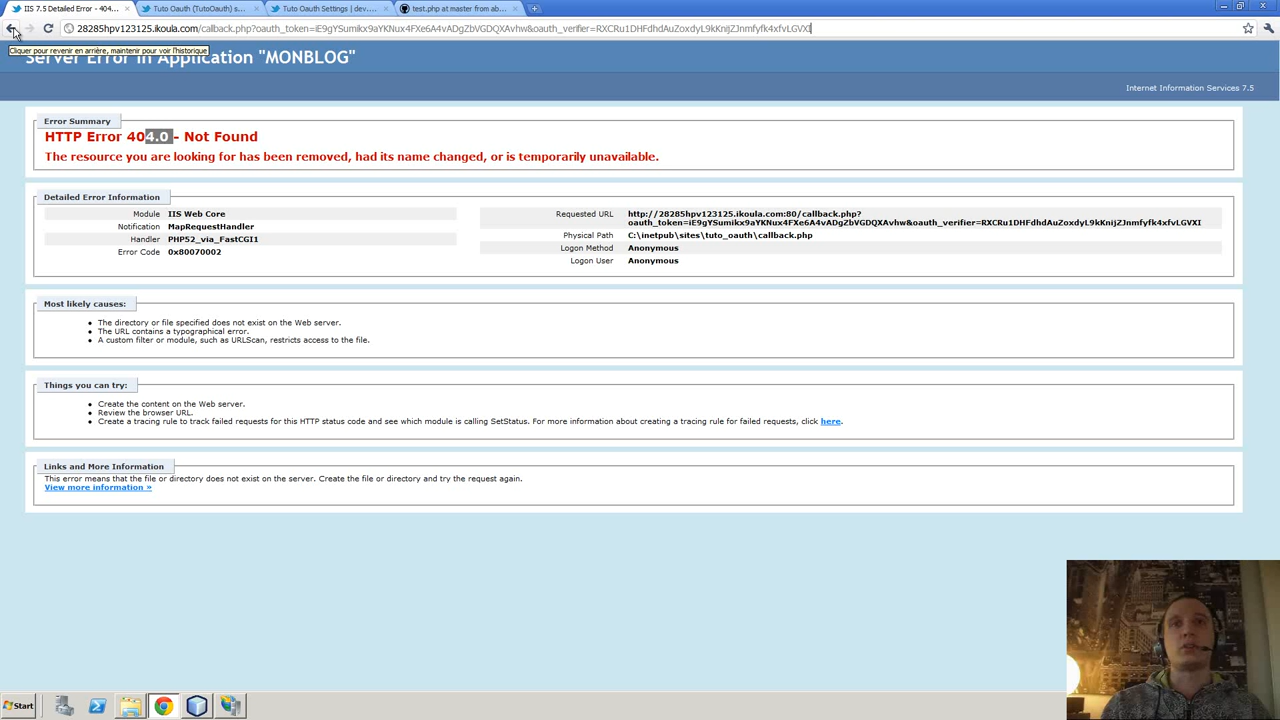 IIS 7.5 Detailed Error - 404...
Tuto Oauth (TutoOauth) s...
Tuto Oauth Settings | dev....
test.php at master from ab...
28285hpv123125.ikoula.com/callback.php?oauth_token=iE9gYSumikx9aYKNux4FXe6A4vADgZbVGDQXAvhw&oauth_verifier=RXCRu1DHFdhdAuZoxdyL9kKnijZJnmfyfk4xfvLGVXI
Cliquer pour revenir en arrière, maintenir pour voir l'historique
Server Error in Application "MONBLOG"
Internet Information Services 7.5
Error Summary
HTTP Error 404.0 - Not Found
The resource you are looking for has been removed, had its name changed, or is temporarily unavailable.
Detailed Error Information
Module IIS Web Core
Notification MapRequestHandler
Handler PHP52_via_FastCGI1
Error Code 0x80070002
Requested URL http://28285hpv123125.ikoula.com:80/callback.php?
oauth_token=iE9gYSumikx9aYKNux4FXe6A4vADgZbVGDQXAvhw&oauth_verifier=RXCRu1DHFdhdAuZoxdyL9kKnijZJnmfyfk4xfvLGVXI
Physical Path C:\inetpub\sites\tuto_oauth\callback.php
Logon Method Anonymous
Logon User Anonymous
Most likely causes:
The directory or file specified does not exist on the Web server.
The URL contains a typographical error.
A custom filter or module, such as URLScan, restricts access to the file.
Things you can try:
Create the content on the Web server.
Review the browser URL.
Create a tracing rule to track failed requests for this HTTP status code and see which module is calling SetStatus. For more information about creating a tracing rule for failed requests, click here.
Links and More Information
This error means that the file or directory does not exist on the server. Create the file or directory and try the request again.
View more information »
Start